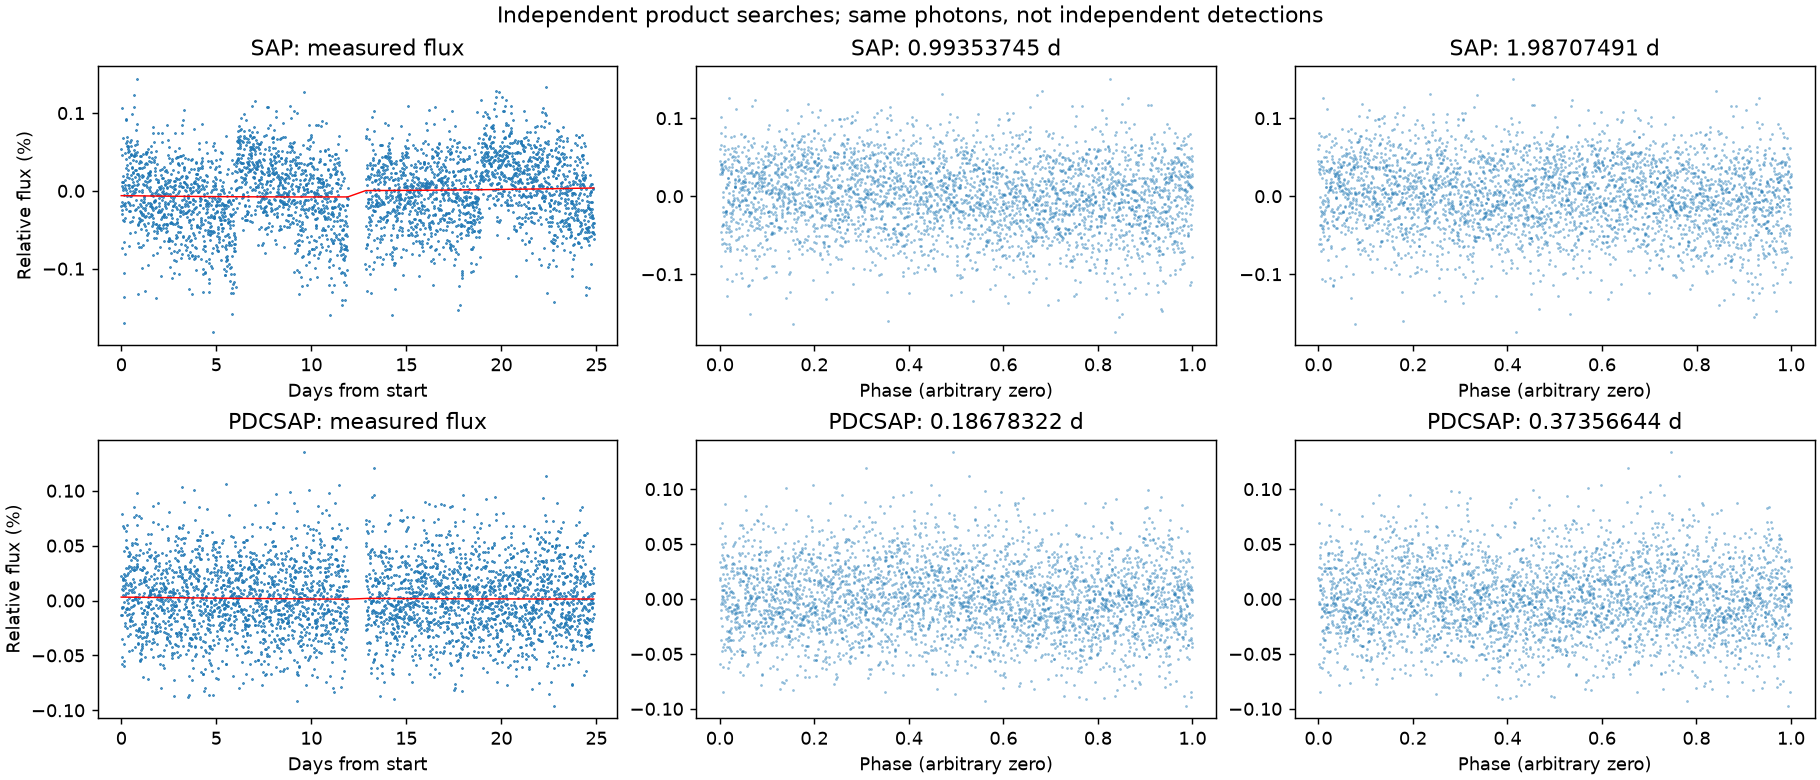 Independent product searches; same photons, not independent detections
SAP: measured flux
SAP: 0.99353745 d
SAP: 1.98707491 d
Relative flux (%)
0.1
0.0
−0.1
0.1
0.0
−0.1
0.1
0.0
−0.1
0 5 10 15 20 25
0.0 0.2 0.4 0.6 0.8 1.0
0.0 0.2 0.4 0.6 0.8 1.0
Days from start
Phase (arbitrary zero)
Phase (arbitrary zero)
PDCSAP: measured flux
PDCSAP: 0.18678322 d
PDCSAP: 0.37356644 d
Relative flux (%)
0.10
0.05
0.00
−0.05
−0.10
0.10
0.05
0.00
−0.05
−0.10
0.10
0.05
0.00
−0.05
−0.10
0 5 10 15 20 25
0.0 0.2 0.4 0.6 0.8 1.0
0.0 0.2 0.4 0.6 0.8 1.0
Days from start
Phase (arbitrary zero)
Phase (arbitrary zero)